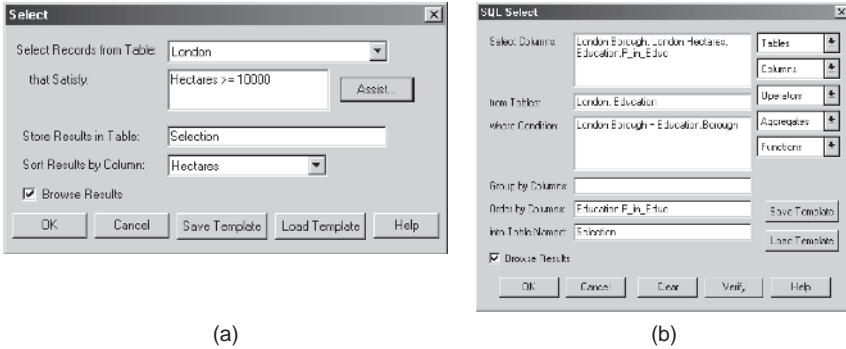 Select
Select Records from Table: London
that Satisfy: Hectares >= 10000
Assist...
Store Results in Table: Selection
Sort Results by Column: Hectares
Browse Results
OK Cancel Save Template Load Template Help
(a)
SQL Select
Select Columns: London.Borough, London.Hectares,
Education.P_in_Educ
Tables
Columns
Operators
Aggregates
Functions
from Tables: London, Education
where Condition: London.Borough = Education.Borough
Group by Columns:
Order by Columns: Education.P_in_Educ
into Table Named: Selection
Save Template
Load Template
Browse Results
OK Cancel Clear Verify Help
(b)